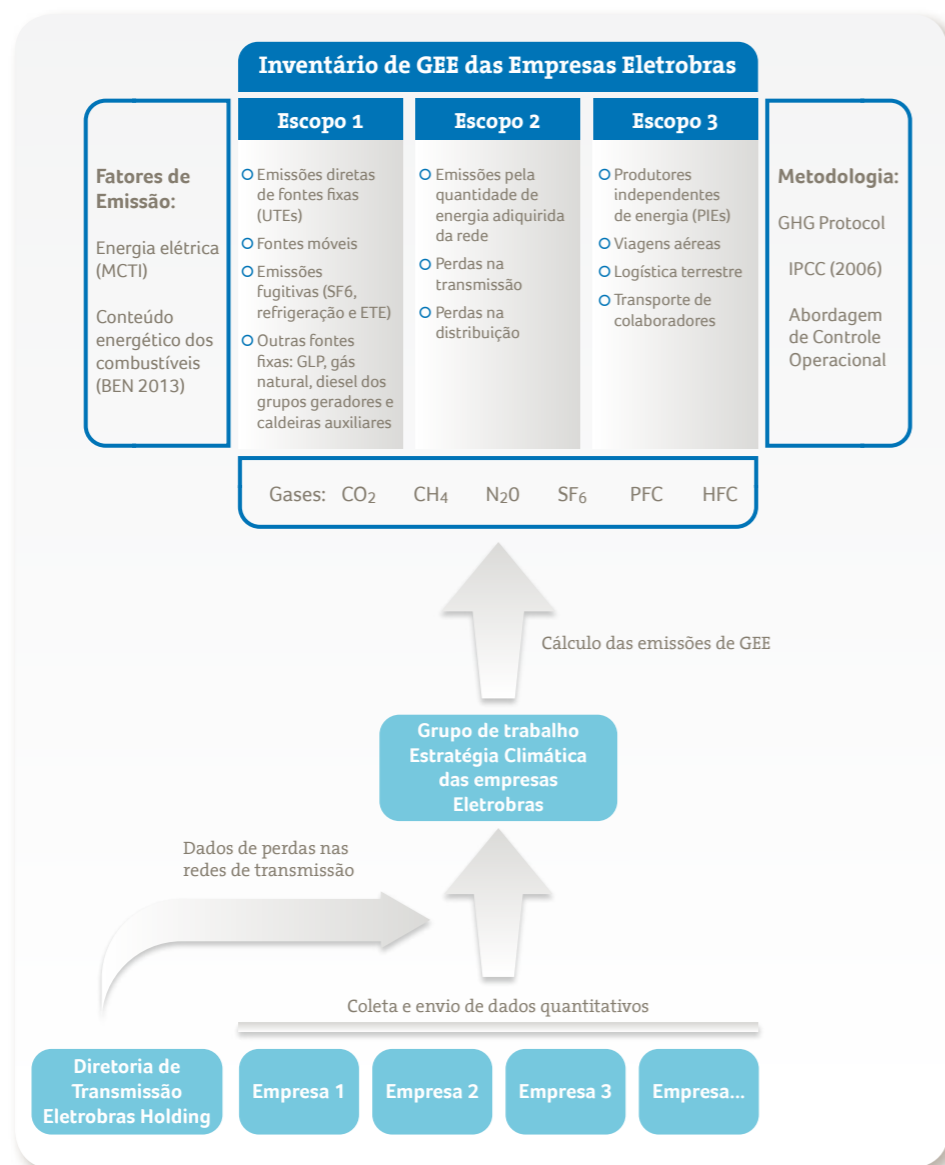 Inventário de GEE das Empresas Eletrobras
Fatores de
Emissão:
Energia elétrica
(MCTI)
Conteúdo
energético dos
combustíveis
(BEN 2013)
Escopo 1
Emissões diretas
de fontes fixas
(UTEs)
Fontes móveis
Emissões
fugitivas (SF6,
refrigeração e ETE)
Outras fontes
fixas: GLP, gás
natural, diesel dos
grupos geradores e
caldeiras auxiliares
Escopo 2
Emissões pela
quantidade de
energia adquirida
da rede
Perdas na
transmissão
Perdas na
distribuição
Escopo 3
Produtores
independentes
de energia (PIEs)
Viagens aéreas
Logística terrestre
Transporte de
colaboradores
Metodologia:
GHG Protocol
IPCC (2006)
Abordagem
de Controle
Operacional
Gases: CO2 CH4 N20 SF6 PFC HFC
Cálculo das emissões de GEE
Grupo de trabalho
Estratégia Climática
das empresas
Eletrobras
Dados de perdas nas
redes de transmissão
Coleta e envio de dados quantitativos
Diretoria de
Transmissão
Eletrobras Holding
Empresa 1
Empresa 2
Empresa 3
Empresa...